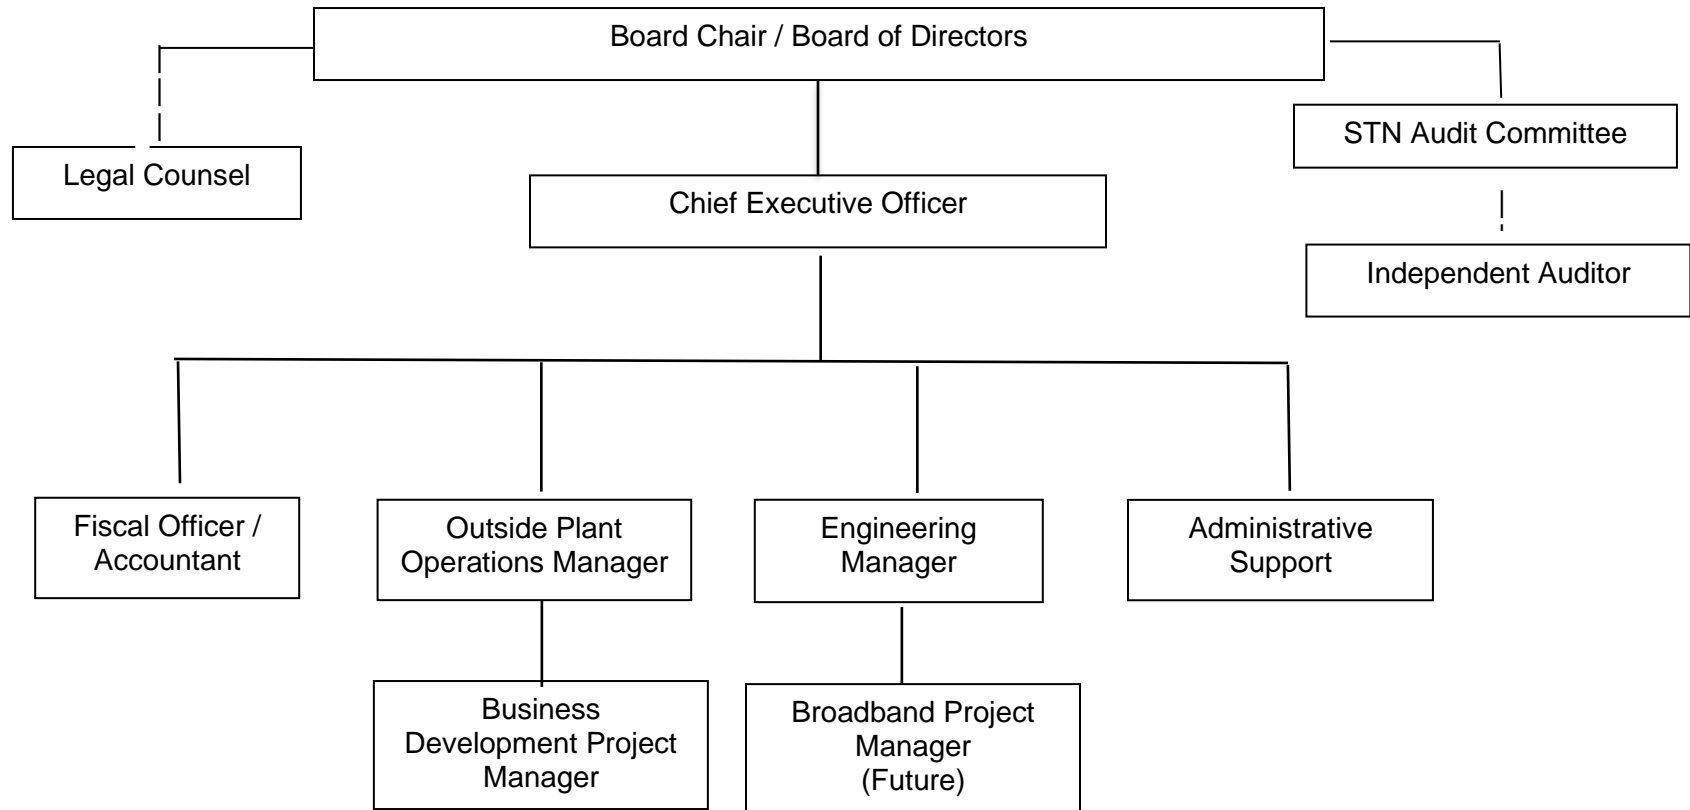 Board Chair / Board of Directors
STN Audit Committee
Legal Counsel
Chief Executive Officer
Independent Auditor
Fiscal Officer /
Accountant
Outside Plant
Operations Manager
Engineering
Manager
Administrative
Support
Business
Development Project
Manager
Broadband Project
Manager
(Future)